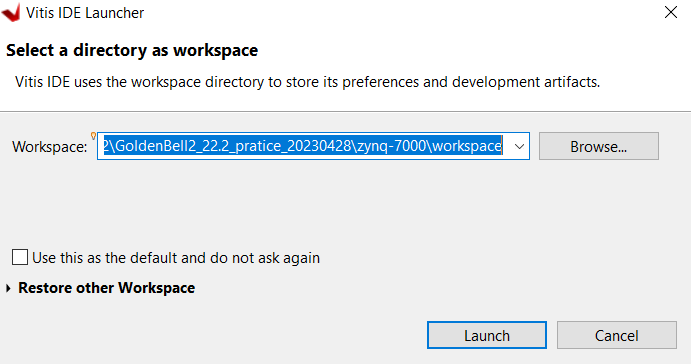 Vitis IDE Launcher
Select a directory as workspace
Vitis IDE uses the workspace directory to store its preferences and development artifacts.
Workspace: 2\GoldenBell2_22.2_pratice_20230428\zynq-7000\workspace Browse...
Use this as the default and do not ask again
Restore other Workspace
Launch Cancel